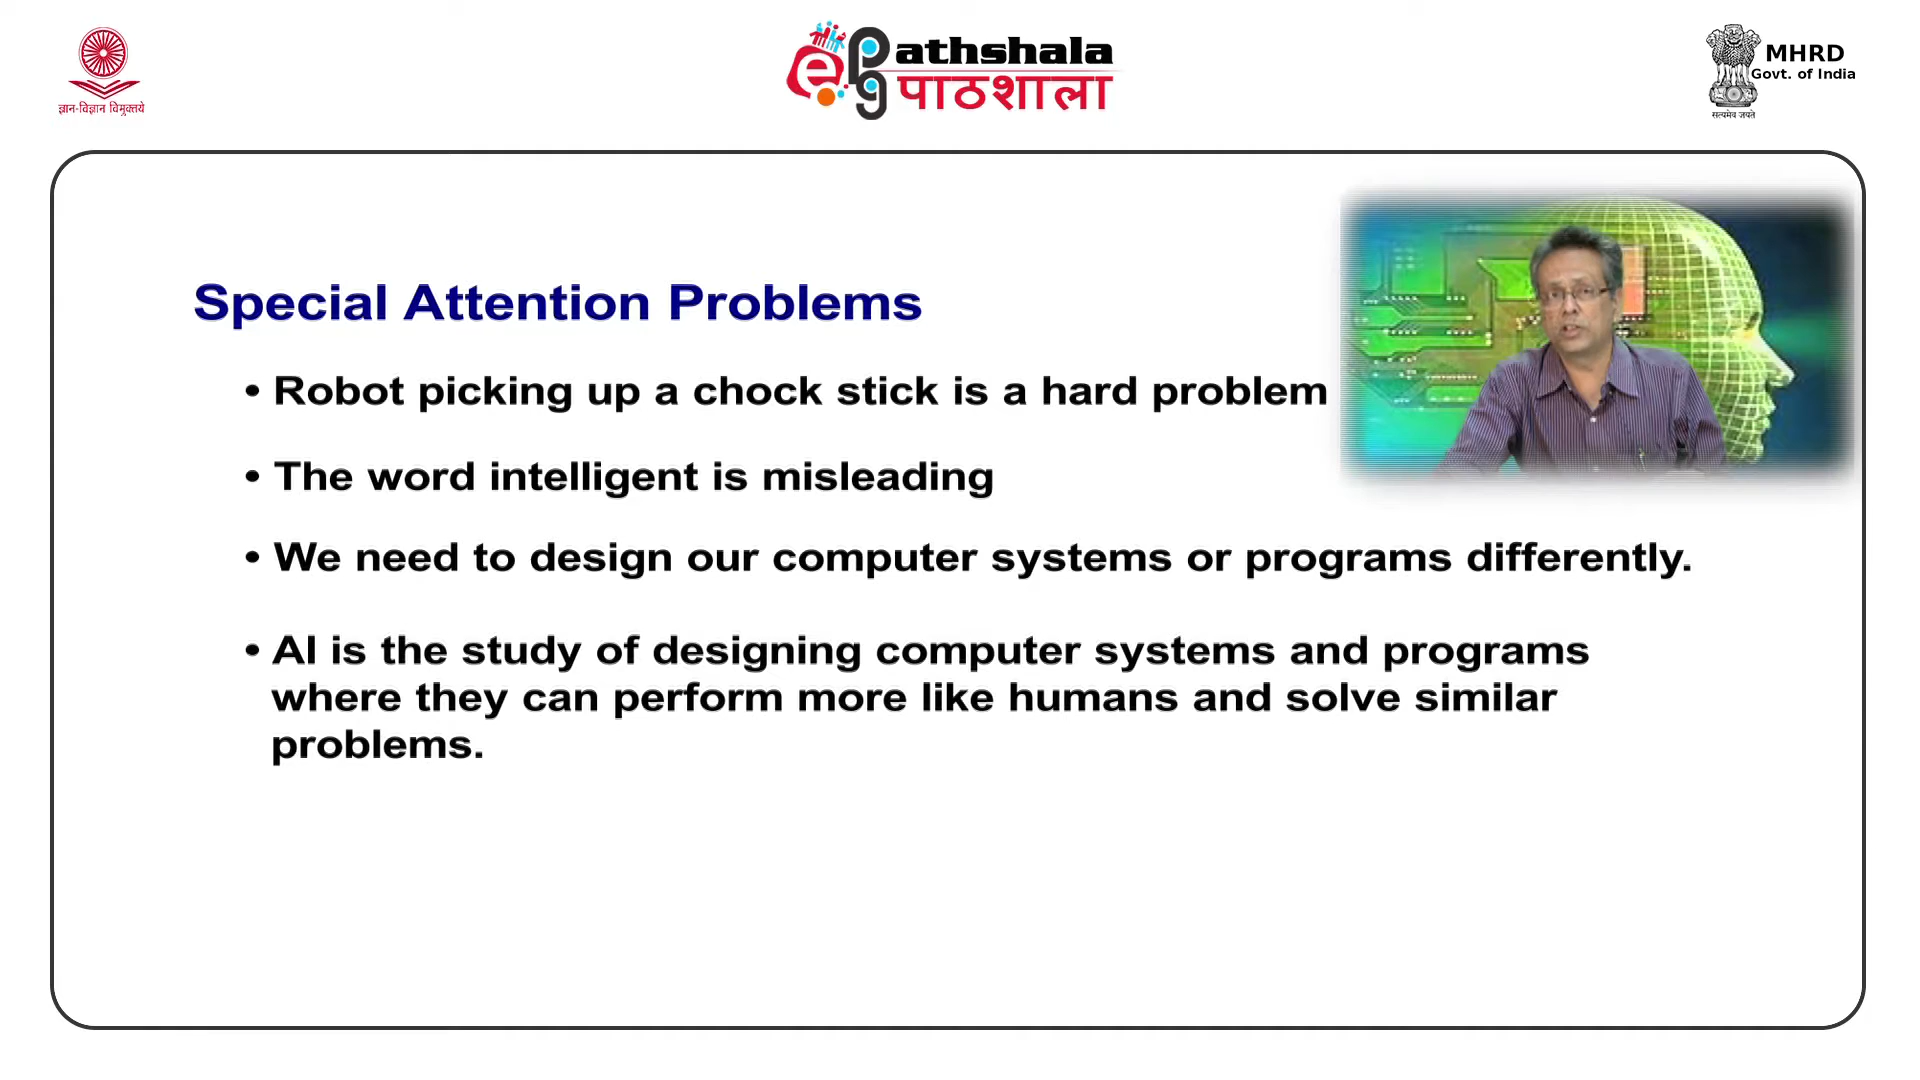 ज्ञान-विज्ञान विमुक्तये
e
Pathshala
पाठशाला
MHRD
Govt. of India
सत्यमेव जयते
Special Attention Problems
• Robot picking up a chock stick is a hard problem
• The word intelligent is misleading
• We need to design our computer systems or programs differently.
• AI is the study of designing computer systems and programs
where they can perform more like humans and solve similar
problems.